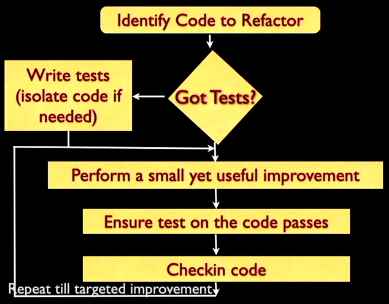 Identify Code to Refactor
Write tests
(isolate code if
needed)
Got Tests?
Perform a small yet useful improvement
Ensure test on the code passes
Checkin code
Repeat till targeted improvement